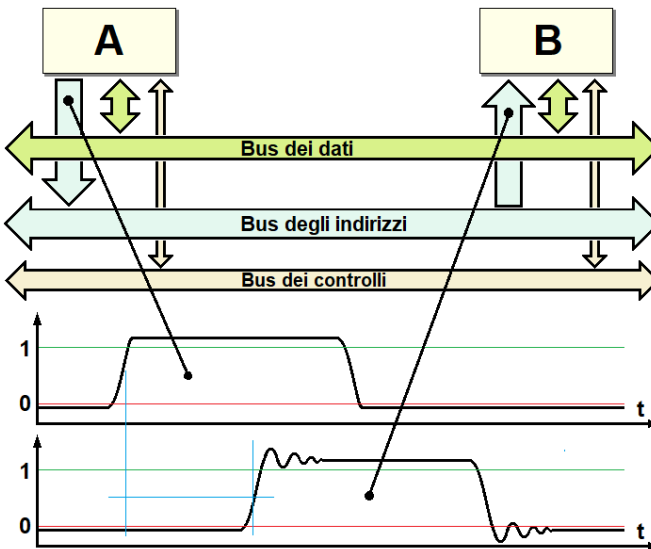 A B
Bus dei dati
Bus degli indirizzi
Bus dei controlli
1
0
t
1
0
t